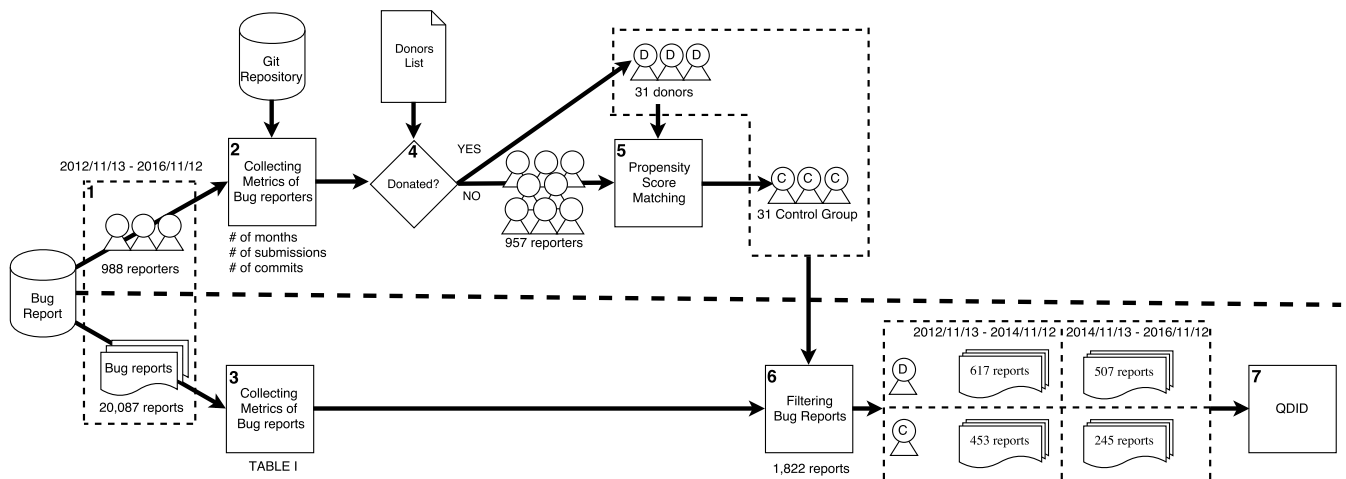 Git
Repository
Donors
List
D D D
31 donors
2012/11/13 - 2016/11/12
1
2
Collecting
Metrics of
Bug reporters
4
Donated?
YES
NO
5
Propensity
Score
Matching
C C C
31 Control Group
957 reporters
# of months
# of submissions
# of commits
988 reporters
Bug
Report
Bug reports
20,087 reports
3
Collecting
Metrics of
Bug reports
TABLE I
6
Filtering
Bug Reports
1,822 reports
2012/11/13 - 2014/11/12
2014/11/13 - 2016/11/12
D
617 reports
507 reports
C
453 reports
245 reports
7
QDID